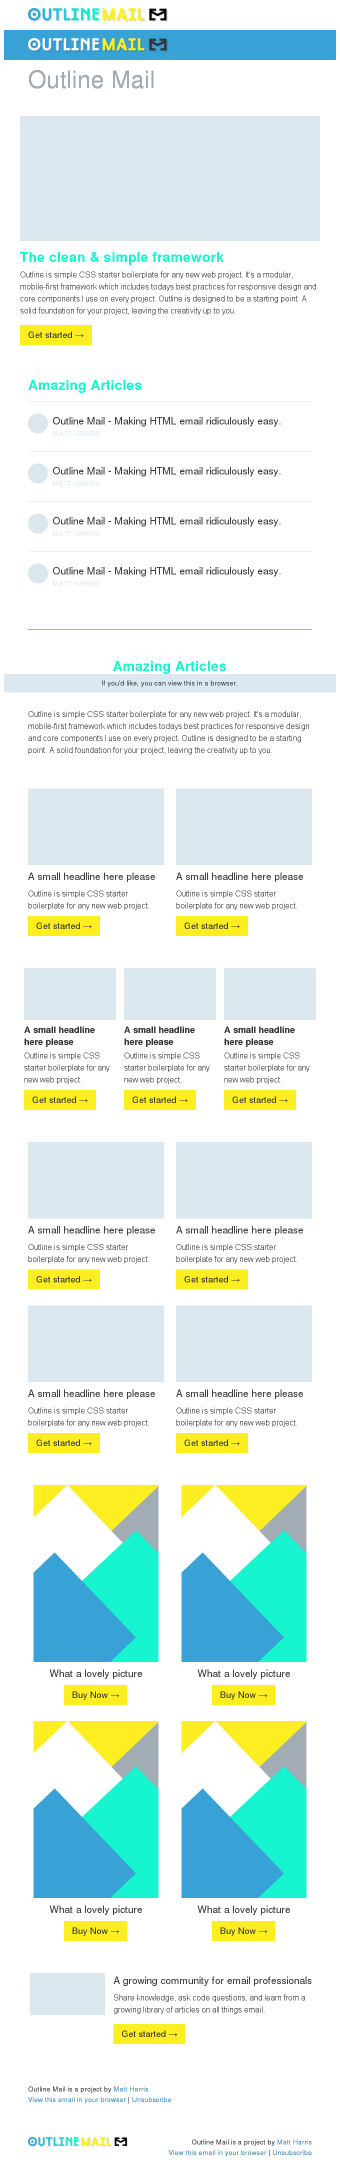 OUTLINEMAIL
OUTLINEMAIL
Outline Mail
The clean & simple framework
Outline is simple CSS starter boilerplate for any new web project. It's a modular,
mobile-first framework which includes todays best practices for responsive design and
core components I use on every project. Outline is designed to be a starting point. A
solid foundation for your project, leaving the creativity up to you.
Get started →
Amazing Articles
Outline Mail - Making HTML email ridiculously easy.
MATT HARRIS
Outline Mail - Making HTML email ridiculously easy.
MATT HARRIS
Outline Mail - Making HTML email ridiculously easy.
MATT HARRIS
Outline Mail - Making HTML email ridiculously easy.
MATT HARRIS
Amazing Articles
If you'd like, you can view this in a browser.
Outline is simple CSS starter boilerplate for any new web project. It's a modular,
mobile-first framework which includes todays best practices for responsive design
and core components I use on every project. Outline is designed to be a starting
point. A solid foundation for your project, leaving the creativity up to you.
A small headline here please
Outline is simple CSS starter
boilerplate for any new web project.
Get started →
A small headline here please
Outline is simple CSS starter
boilerplate for any new web project.
Get started →
A small headline
here please
Outline is simple CSS
starter boilerplate for any
new web project.
Get started →
A small headline
here please
Outline is simple CSS
starter boilerplate for any
new web project.
Get started →
A small headline
here please
Outline is simple CSS
starter boilerplate for any
new web project.
Get started →
A small headline here please
Outline is simple CSS starter
boilerplate for any new web project.
Get started →
A small headline here please
Outline is simple CSS starter
boilerplate for any new web project.
Get started →
A small headline here please
Outline is simple CSS starter
boilerplate for any new web project.
Get started →
A small headline here please
Outline is simple CSS starter
boilerplate for any new web project.
Get started →
What a lovely picture
Buy Now →
What a lovely picture
Buy Now →
What a lovely picture
Buy Now →
What a lovely picture
Buy Now →
A growing community for email professionals
Share knowledge, ask code questions, and learn from a
growing library of articles on all things email.
Get started →
Outline Mail is a project by Matt Harris
View this email in your browser | Unsubscribe
OUTLINEMAIL
Outline Mail is a project by Matt Harris
View this email in your browser | Unsubscribe